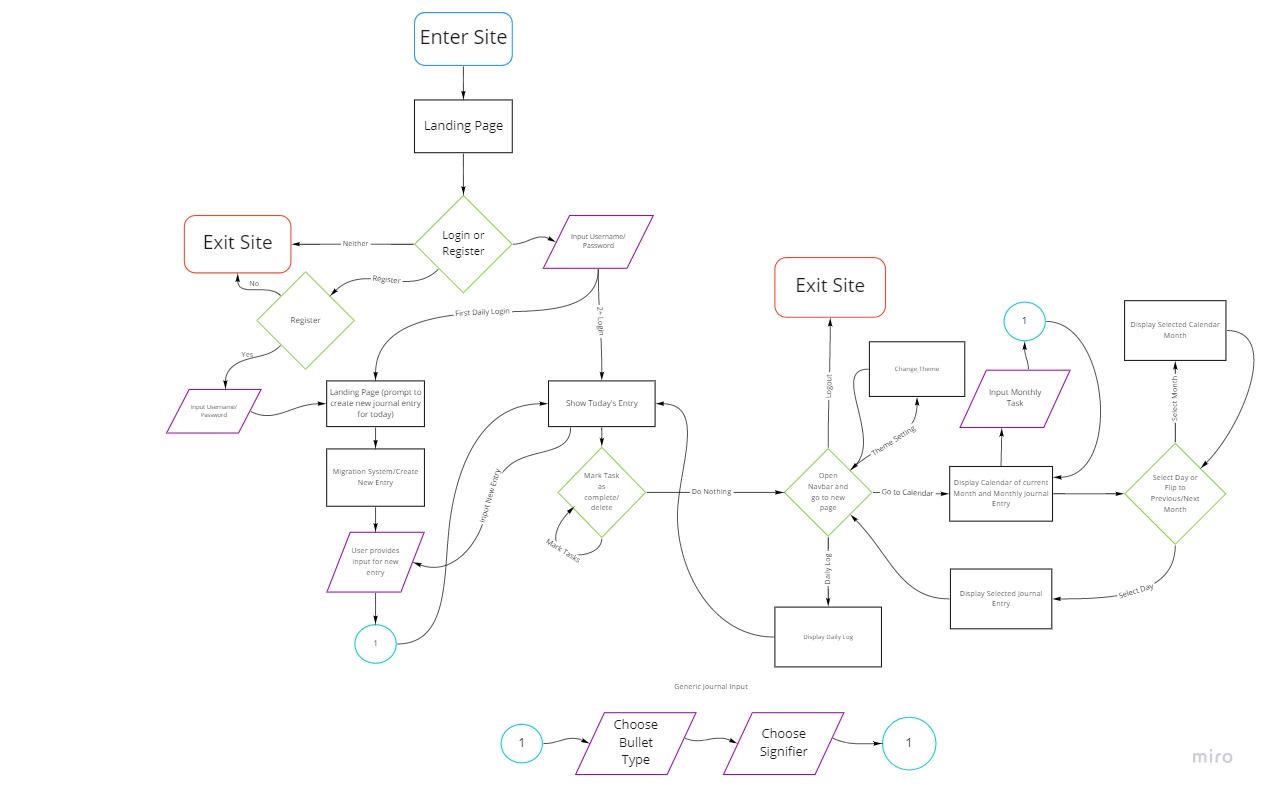 Enter Site
Landing Page
Login or
Register
Neither
Exit Site
Input Username/
Password
Register
No
Register
Yes
Input Username/
Password
First Daily Login
2+ Login
Landing Page (prompt to
create new journal entry
for today)
Migration System/Create
New Entry
User provides
input for new
entry
1
Show Today's Entry
Input New Entry
Mark Task
as
complete/
delete
Mark Tasks
Do Nothing
Exit Site
Logout
Change Theme
Theme Setting
Open
Navbar and
go to new
page
Go to Calendar
Daily Log
Display Daily Log
1
Input Monthly
Task
Display Calendar of current
Month and Monthly Journal
Entry
Display Selected Calendar
Month
Select Month
Select Day or
Flip to
Previous/Next
Month
Select Day
Display Selected Journal
Entry
Generic Journal Input
1
Choose
Bullet
Type
Choose
Signifier
1
miro